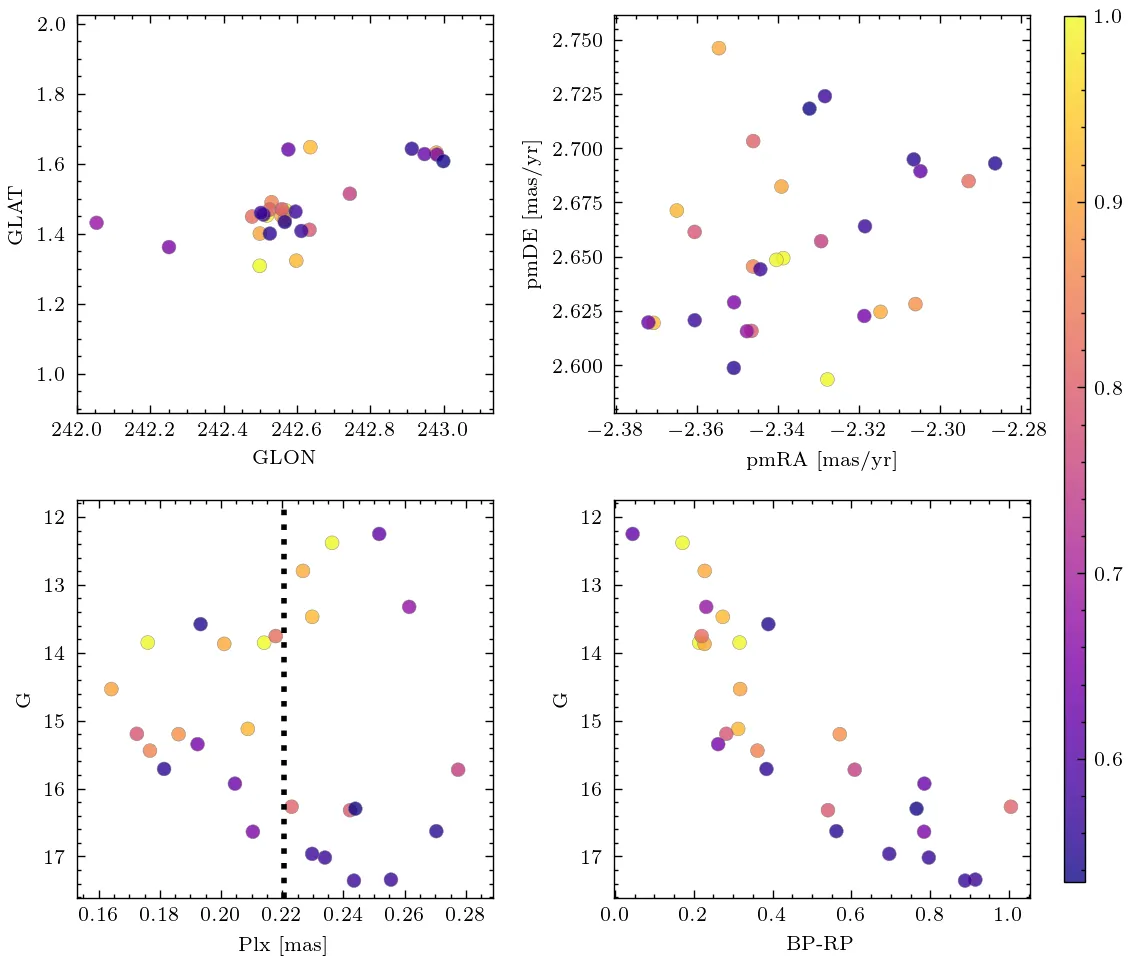 2.0
1.8
1.6
1.4
1.2
1.0
GLAT
242.0 242.2 242.4 242.6 242.8 243.0
GLON
2.750
2.725
2.700
2.675
2.650
2.625
2.600
pmDE [mas/yr]
−2.38 −2.36 −2.34 −2.32 −2.30 −2.28
pmRA [mas/yr]
12
13
14
15
16
17
G
0.16 0.18 0.20 0.22 0.24 0.26 0.28
Plx [mas]
12
13
14
15
16
17
G
0.0 0.2 0.4 0.6 0.8 1.0
BP-RP
1.0
0.9
0.8
0.7
0.6